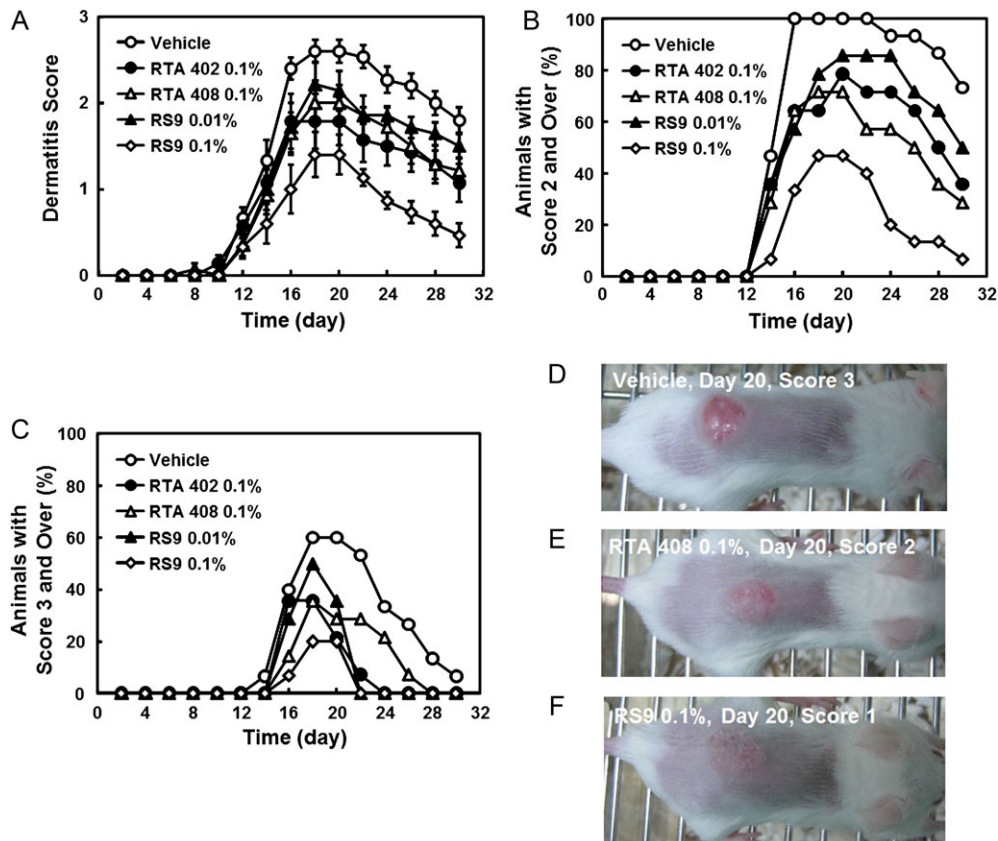 A
Dermatitis Score
3
2
1
0
Vehicle
RTA 402 0.1%
RTA 408 0.1%
RS9 0.01%
RS9 0.1%
0 4 8 12 16 20 24 28 32
Time (day)
B
Animals with
Score 2 and Over (%)
100
80
60
40
20
0
Vehicle
RTA 402 0.1%
RTA 408 0.1%
RS9 0.01%
RS9 0.1%
0 4 8 12 16 20 24 28 32
Time (day)
C
Animals with
Score 3 and Over (%)
100
80
60
40
20
0
Vehicle
RTA 402 0.1%
RTA 408 0.1%
RS9 0.01%
RS9 0.1%
0 4 8 12 16 20 24 28 32
Time (day)
D
Vehicle, Day 20, Score 3
E
RTA 408 0.1%, Day 20, Score 2
F
RS9 0.1%, Day 20, Score 1